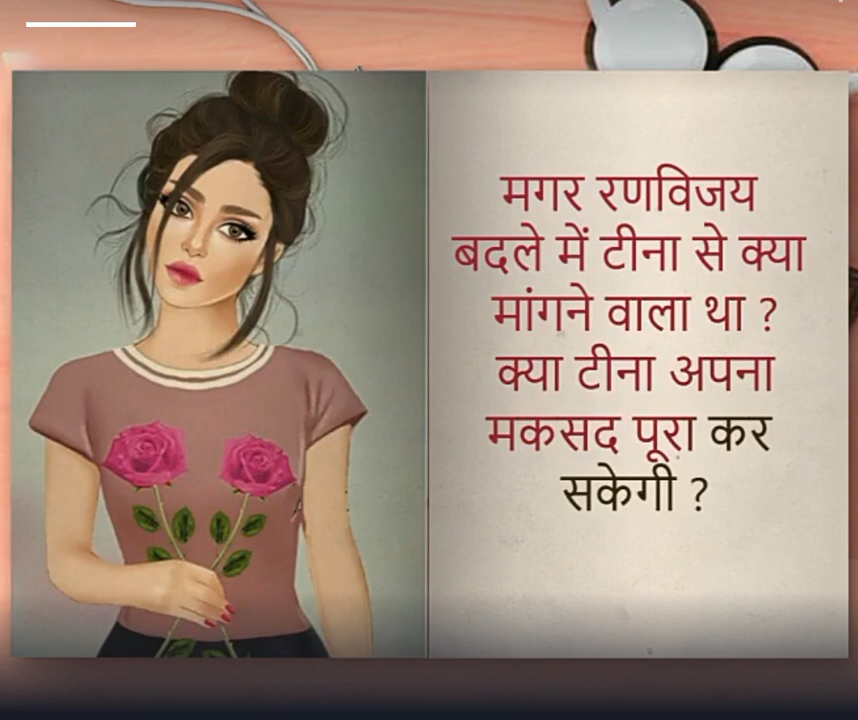 मगर रणविजय
बदले में टीना से क्या
मांगने वाला था ?
क्या टीना अपना
मकसद पूरा कर
सकेगी ?